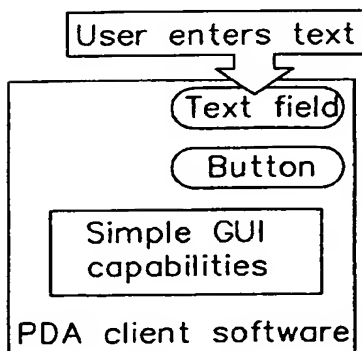 User enters text
Text field
Button
Simple GUI
capabilities
PDA client software